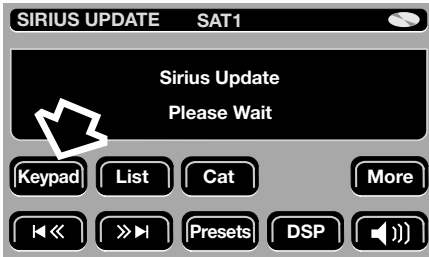 SIRIUS UPDATE SAT1
Sirius Update
Please Wait
Keypad List Cat More
Presets DSP